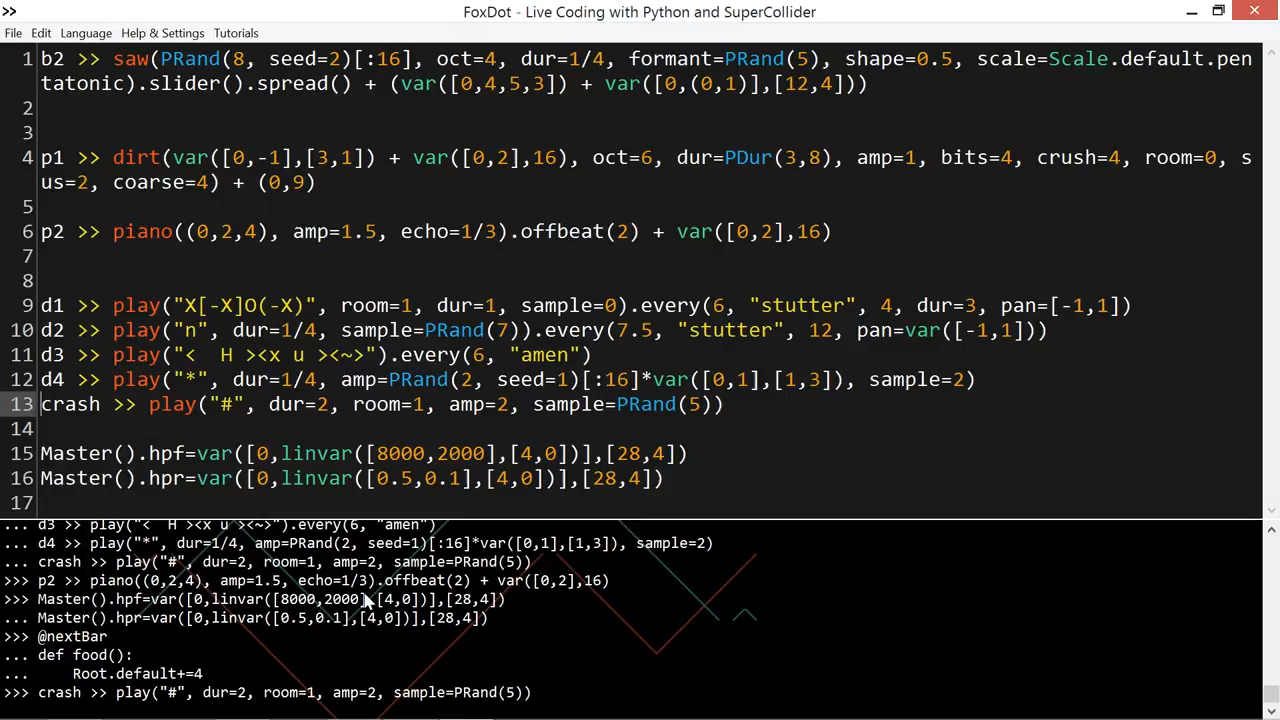 FoxDot - Live Coding with Python and SuperCollider
File Edit Language Help & Settings Tutorials
1 b2 >> saw(PRand(8, seed=2)[:16], oct=4, dur=1/4, formant=PRand(5), shape=0.5, scale=Scale.default.pen
tatonic).slider().spread() + (var([0,4,5,3]) + var([0,(0,1)],[12,4]))
2
3
4 p1 >> dirt(var([0,-1],[3,1]) + var([0,2],16), oct=6, dur=PDur(3,8), amp=1, bits=4, crush=4, room=0, s
us=2, coarse=4) + (0,9)
5
6 p2 >> piano((0,2,4), amp=1.5, echo=1/3).offbeat(2) + var([0,2],16)
7
8
9 d1 >> play("X[-X]O(-X)", room=1, dur=1, sample=0).every(6, "stutter", 4, dur=3, pan=[-1,1])
10 d2 >> play("n", dur=1/4, sample=PRand(7)).every(7.5, "stutter", 12, pan=var([-1,1]))
11 d3 >> play("<  H ><x u ><~>").every(6, "amen")
12 d4 >> play("*", dur=1/4, amp=PRand(2, seed=1)[:16]*var([0,1],[1,3]), sample=2)
13 crash >> play("#", dur=2, room=1, amp=2, sample=PRand(5))
14
15 Master().hpf=var([0,linvar([8000,2000],[4,0])],[28,4])
16 Master().hpr=var([0,linvar([0.5,0.1],[4,0])],[28,4])
17
... d3 >> play("<  H ><x u ><~>").every(6, "amen")
... d4 >> play("*", dur=1/4, amp=PRand(2, seed=1)[:16]*var([0,1],[1,3]), sample=2)
... crash >> play("#", dur=2, room=1, amp=2, sample=PRand(5))
>>> p2 >> piano((0,2,4), amp=1.5, echo=1/3).offbeat(2) + var([0,2],16)
>>> Master().hpf=var([0,linvar([8000,2000],[4,0])],[28,4])
... Master().hpr=var([0,linvar([0.5,0.1],[4,0])],[28,4])
>>> @nextBar
... def food():
...     Root.default+=4
>>> crash >> play("#", dur=2, room=1, amp=2, sample=PRand(5))